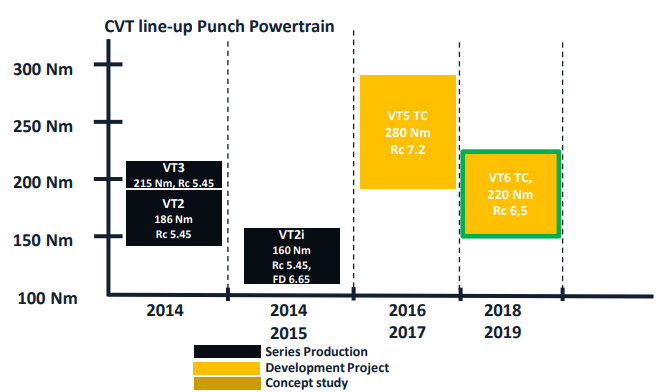 CVT line-up Punch Powertrain
300 Nm
250 Nm
200 Nm
150 Nm
100 Nm
VT3
215 Nm, Rc 5.45
VT2
186 Nm
Rc 5.45
VT2i
160 Nm
Rc 5.45,
FD 6.65
VT5 TC
280 Nm
Rc 7.2
VT6 TC,
220 Nm
Rc 6,5
2014
2014
2015
2016
2017
2018
2019
Series Production
Development Project
Concept study